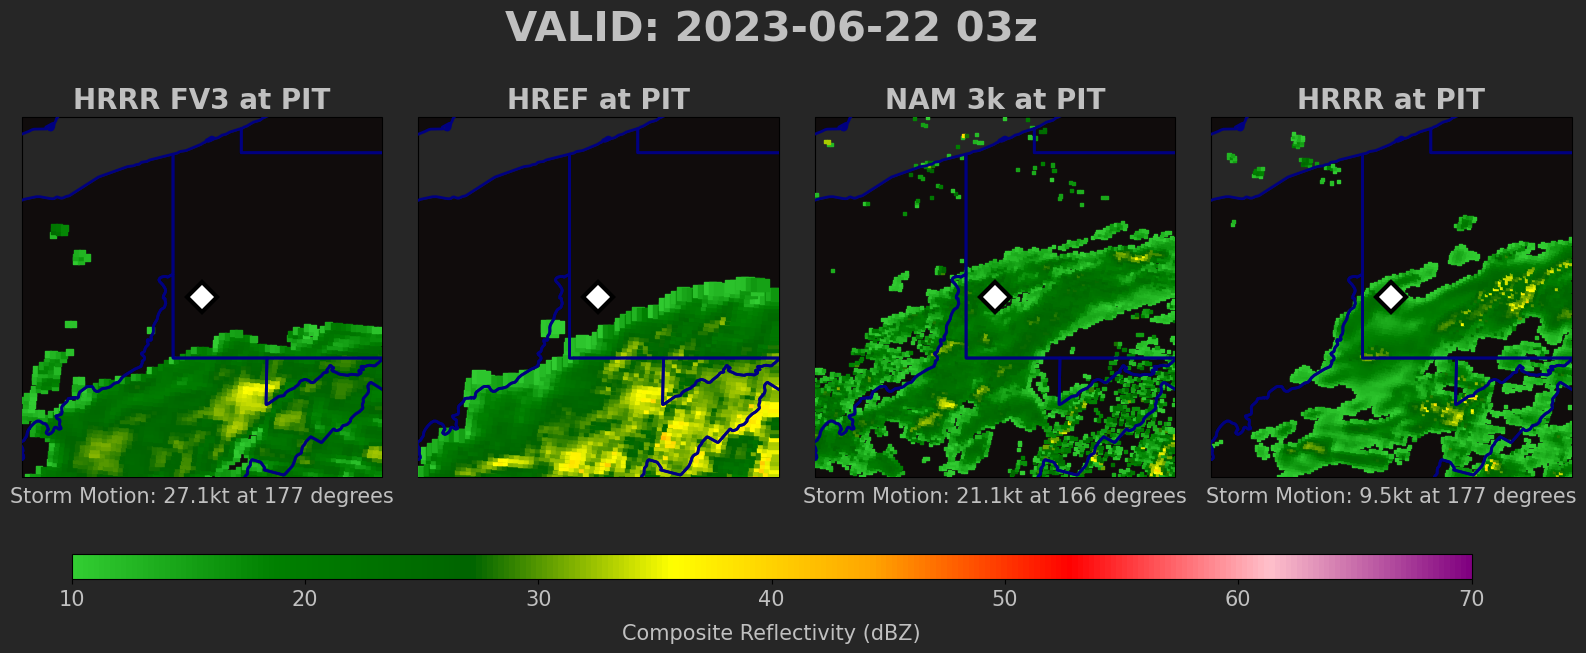 VALID: 2023-06-22 03z
HRRR FV3 at PIT
HREF at PIT
NAM 3k at PIT
HRRR at PIT
Storm Motion: 27.1kt at 177 degrees
Storm Motion: 21.1kt at 166 degrees
Storm Motion: 9.5kt at 177 degrees
10 20 30 40 50 60 70
Composite Reflectivity (dBZ)